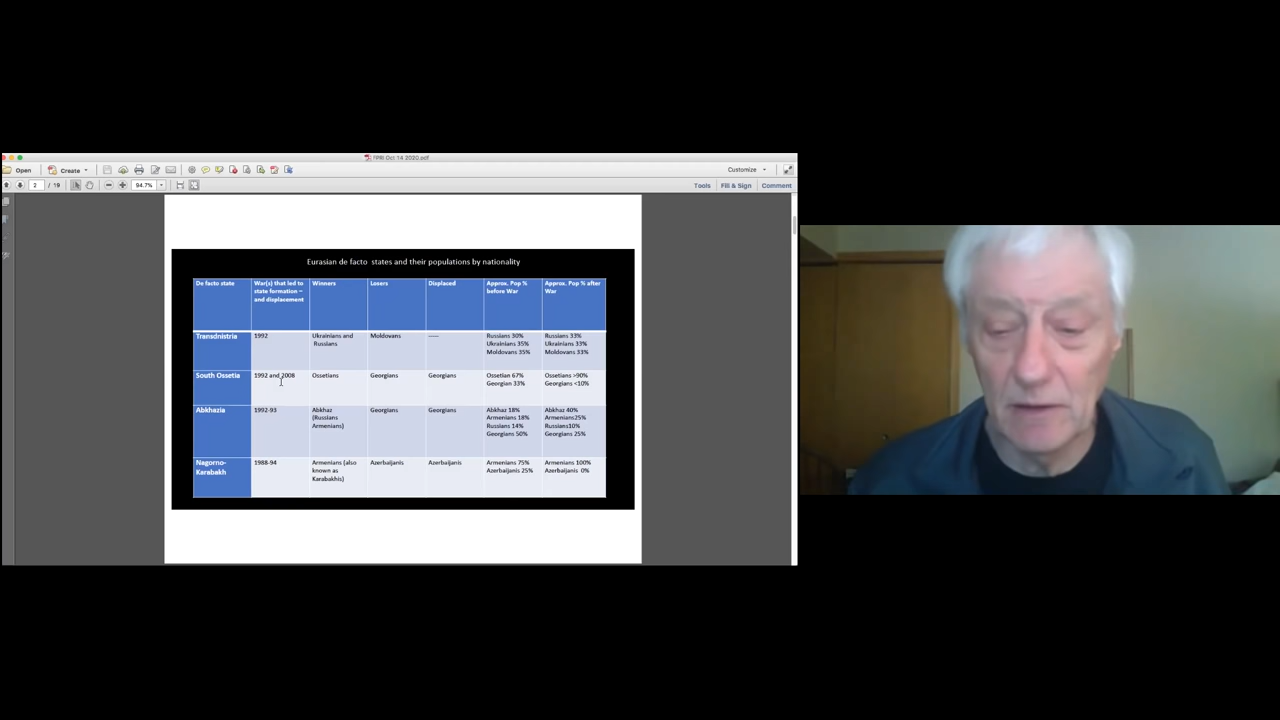 FPRI Oct 14 2020.pdf
Open
Create
Customize
2 / 19
94.7%
Tools
Fill & Sign
Comment
Eurasian de facto states and their populations by nationality
De facto state
War(s) that led to
state formation –
and displacement
Winners
Losers
Displaced
Approx. Pop %
before War
Approx. Pop % after
War
Transdnistria
1992
Ukrainians and
Russians
Moldovans
----
Russians 30%
Ukrainians 35%
Moldovans 35%
Russians 33%
Ukrainians 33%
Moldovans 33%
South Ossetia
1992 and 2008
Ossetians
Georgians
Georgians
Ossetian 67%
Georgian 33%
Ossetians >90%
Georgians <10%
Abkhazia
1992-93
Abkhaz
(Russians
Armenians)
Georgians
Georgians
Abkhaz 18%
Armenians 18%
Russians 14%
Georgians 50%
Abkhaz 40%
Armenians25%
Russians10%
Georgians 25%
Nagorno-
Karabakh
1988-94
Armenians (also
known as
Karabakhis)
Azerbaijanis
Azerbaijanis
Armenians 75%
Azerbaijanis 25%
Armenians 100%
Azerbaijanis 0%